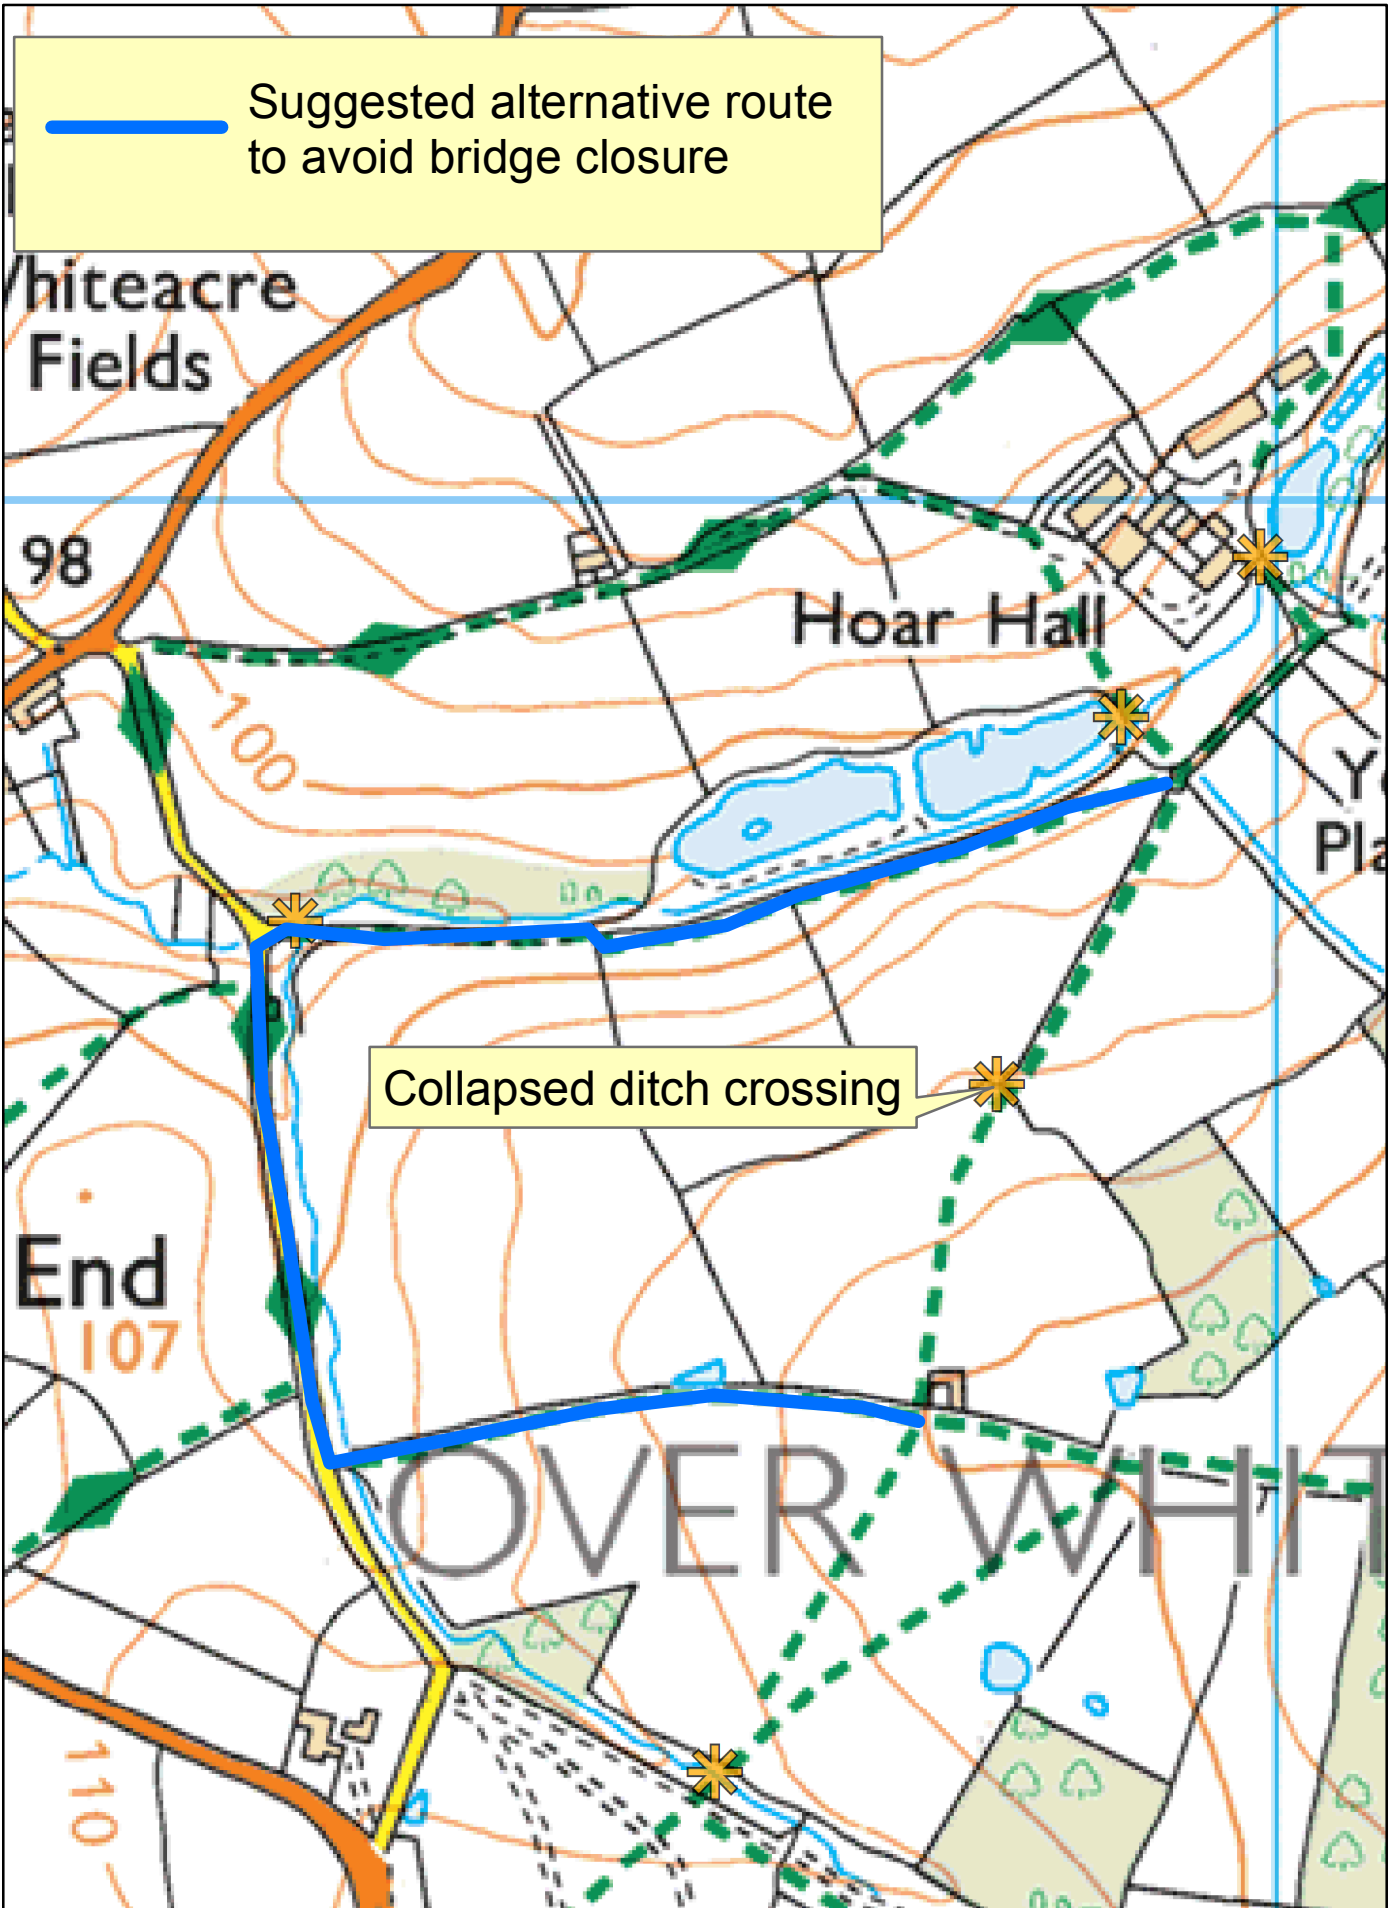 Suggested alternative route
to avoid bridge closure
hiteacre
Fields
98
Hoar Hall
100
Pla
Collapsed ditch crossing
End
107
OVER WHIT
110